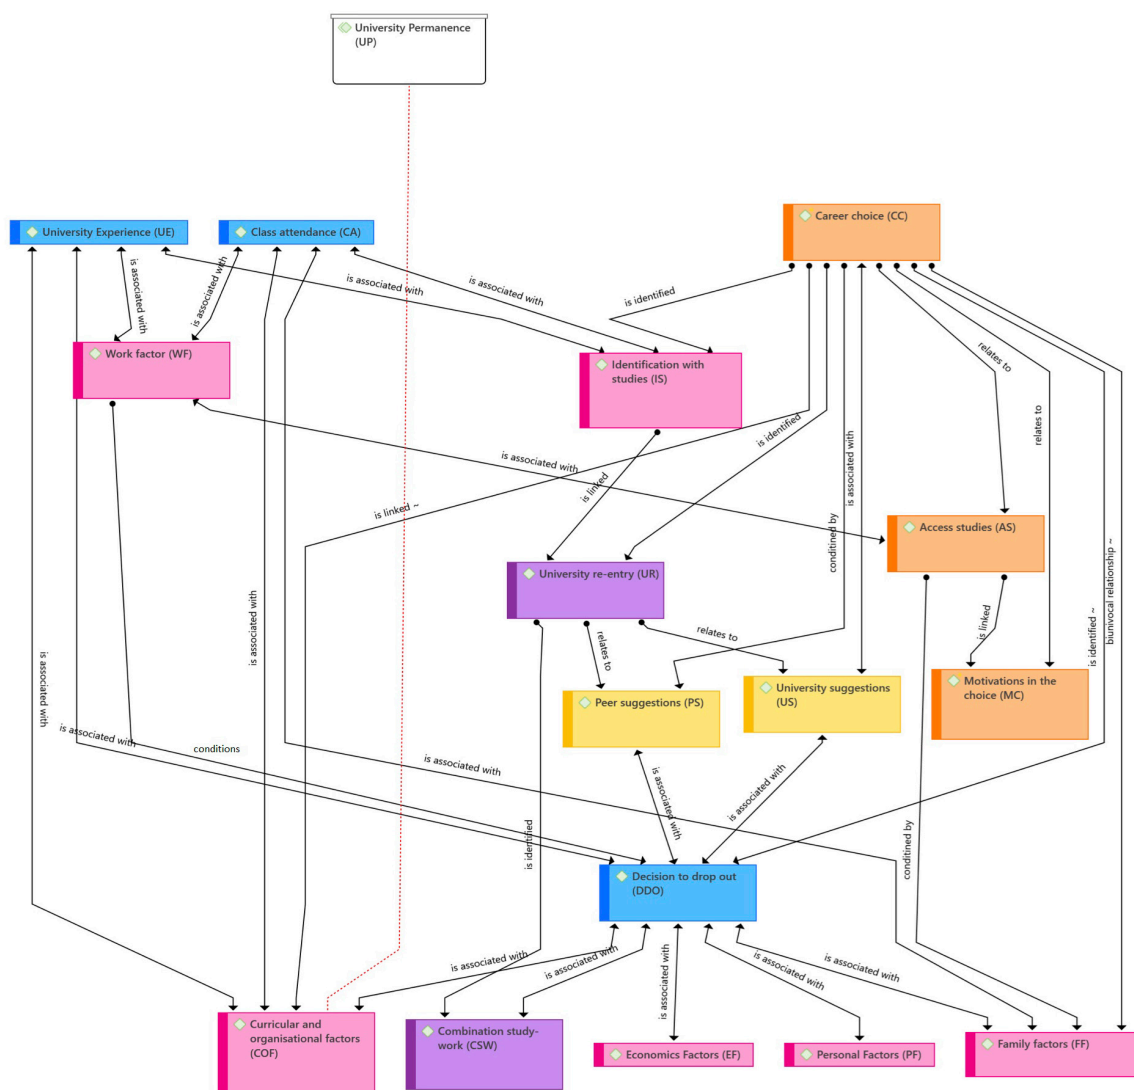 University Permanence
(UP)
University Experience (UE)
Class attendance (CA)
Career choice (CC)
is associated with
is associated with
is associated with
is associated with
is identified
Work factor (WF)
Identification with
studies (IS)
relates to
relates to
is associated with
is linked ~
is identified
is linked
conditined by
is associated with
Access studies (AS)
University re-entry (UR)
is associated with
is identified ~
biunivocal relationship ~
is linked
relates to
relates to
is associated with
Motivations in the
choice (MC)
Peer suggestions (PS)
University suggestions
(US)
is associated with
conditions
is associated with
is associated with
is associated with
is identified
conditined by
Decision to drop out
(DDO)
is associated with
is associated with
is associated with
is associated with
is associated with
Curricular and
organisational factors
(COF)
Combination study-
work (CSW)
Economics Factors (EF)
Personal Factors (PF)
Family factors (FF)